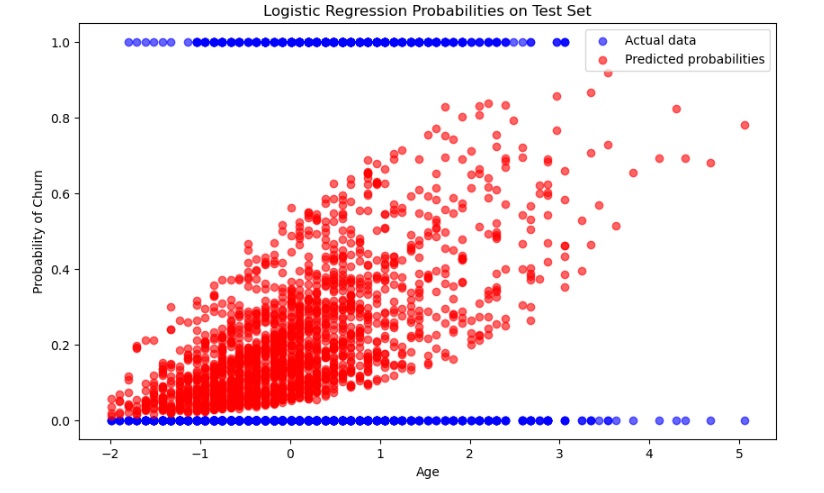 Logistic Regression Probabilities on Test Set
Actual data
Predicted probabilities
1.0
0.8
0.6
0.4
0.2
0.0
Probability of Churn
−2
−1
0
1
2
3
4
5
Age